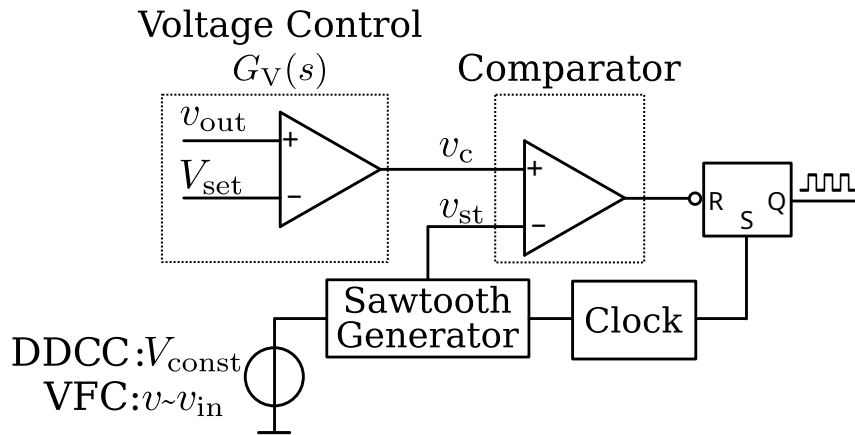 Voltage Control
G_V(s)
Comparator
v_out
+
V_set
−
v_c
+
v_st
−
R
Q
S
Sawtooth
Generator
Clock
DDCC:V_const
VFC:v~v_in